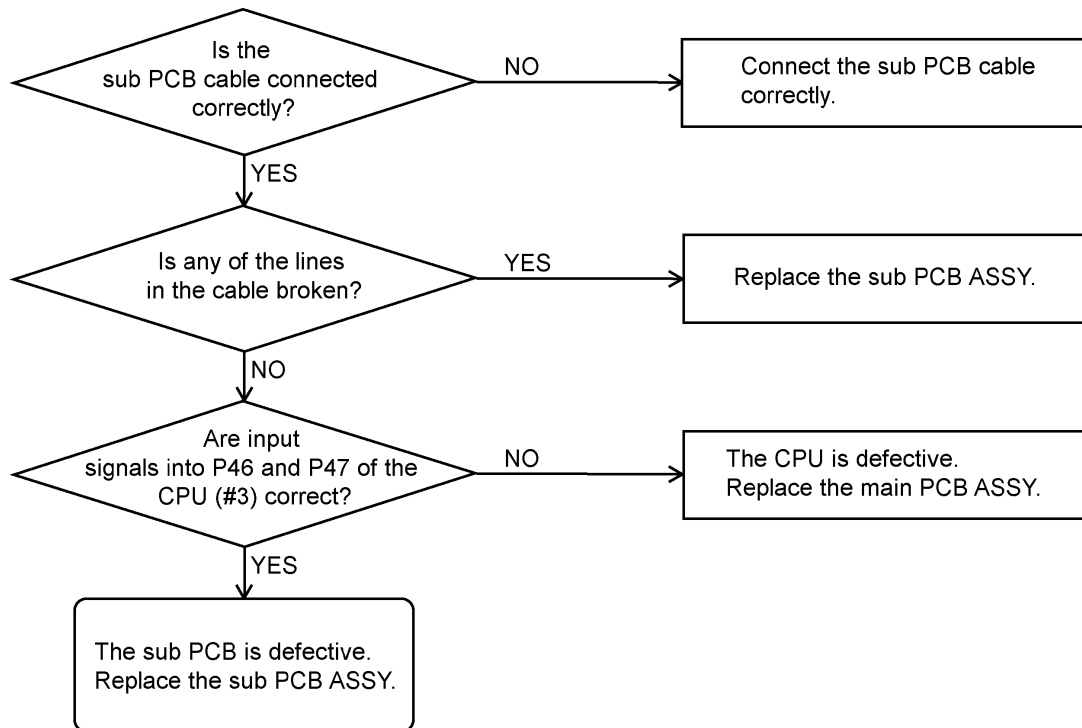 Is the
sub PCB cable connected
correctly?
NO
Connect the sub PCB cable
correctly.
YES
Is any of the lines
in the cable broken?
YES
Replace the sub PCB ASSY.
NO
Are input
signals into P46 and P47 of the
CPU (#3) correct?
NO
The CPU is defective.
Replace the main PCB ASSY.
YES
The sub PCB is defective.
Replace the sub PCB ASSY.